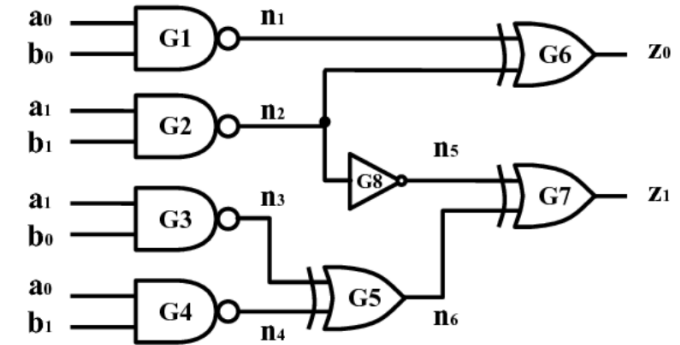 a₀ G1 n₁ G6 z₀
b₀
a₁ G2 n₂
b₁
n₅
G8 G7 z₁
a₁ G3 n₃
b₀
a₀ G4 G5
b₁ n₄ n₆